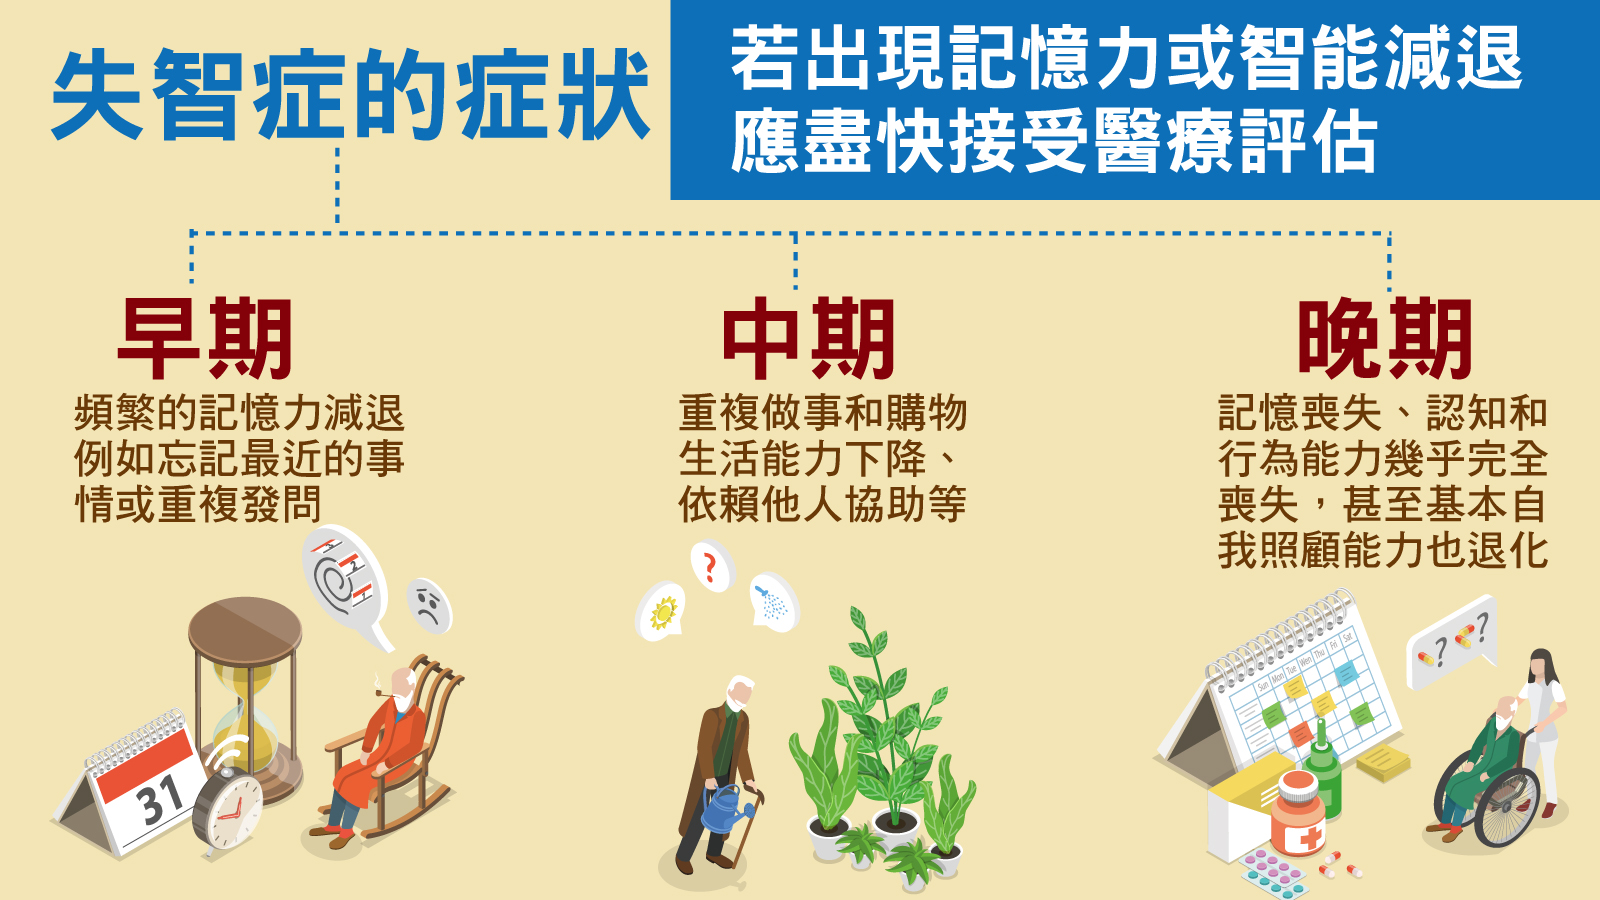 失智症的症狀
若出現記憶力或智能減退
應盡快接受醫療評估
早期
頻繁的記憶力減退
例如忘記最近的事
情或重複發問
中期
重複做事和購物
生活能力下降、
依賴他人協助等
晚期
記憶喪失、認知和
行為能力幾乎完全
喪失，甚至基本自
我照顧能力也退化
3
2
1
?
31
Sun Mon Tue Wen Thu Fri Sat
? ?